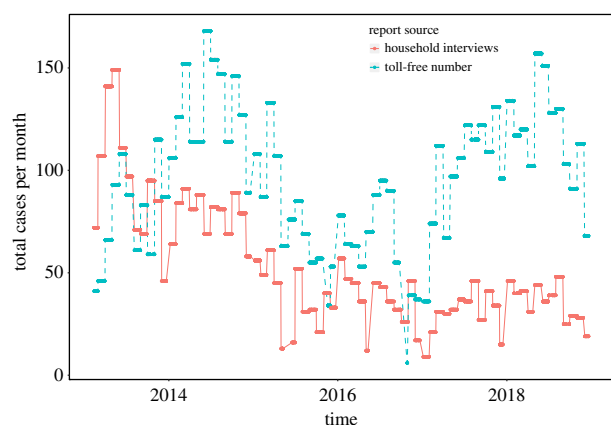 report source
household interviews
toll-free number
total cases per month
150
100
50
0
2014
2016
2018
time